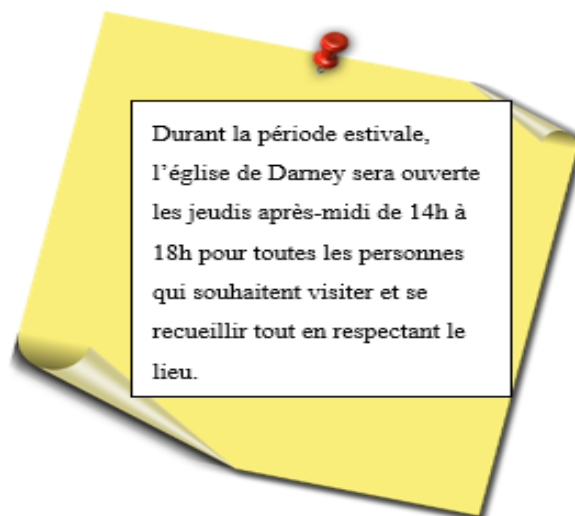 Durant la période estivale,
l'église de Darney sera ouverte
les jeudis après-midi de 14h à
18h pour toutes les personnes
qui souhaitent visiter et se
recueillir tout en respectant le
lieu.